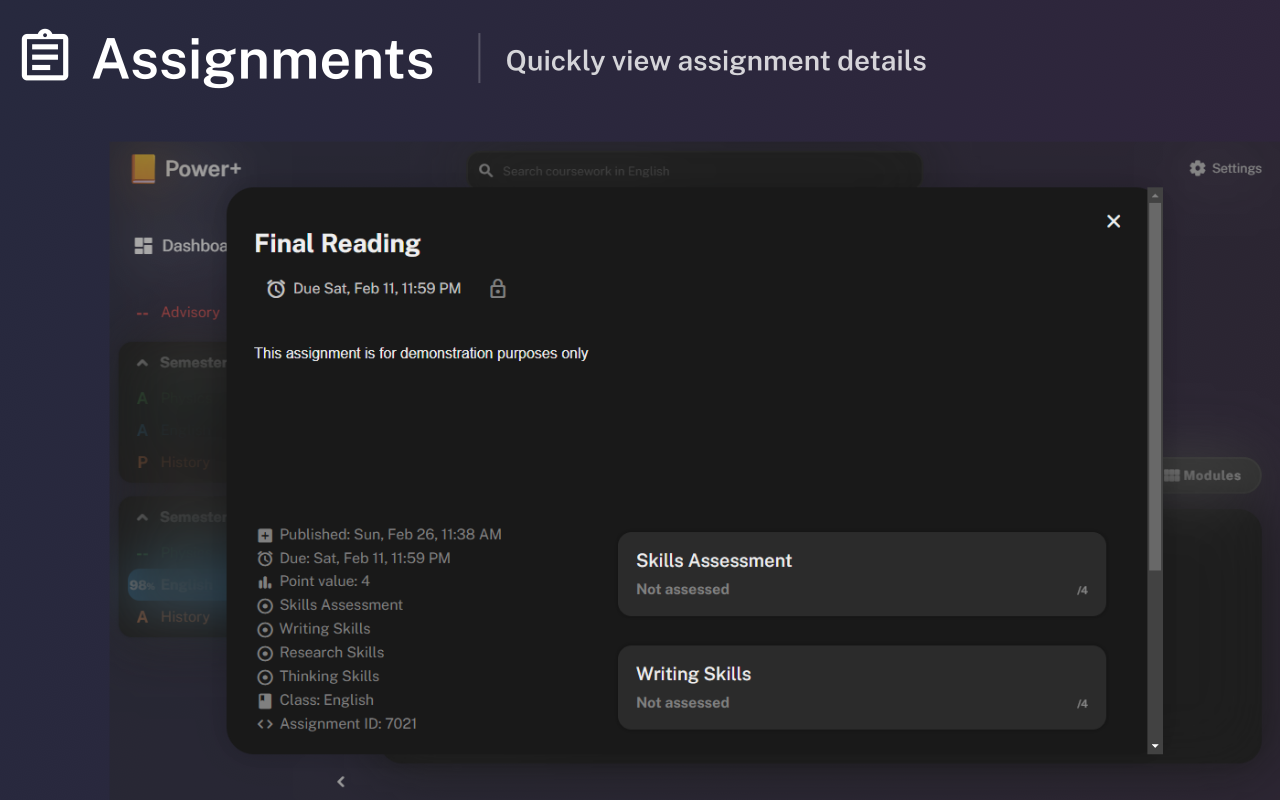 Assignments
Quickly view assignment details
Power+
Search coursework in English
Settings
Final Reading
Dashboa
Due Sat, Feb 11, 11:59 PM
-- Advisory
This assignment is for demonstration purposes only
Semester
A
A
P History
Modules
Semester
--
98% English
A History
Published: Sun, Feb 26, 11:38 AM
Due: Sat, Feb 11, 11:59 PM
Point value: 4
Skills Assessment
Writing Skills
Research Skills
Thinking Skills
Class: English
Assignment ID: 7021
Skills Assessment
Not assessed
/4
Writing Skills
Not assessed
/4